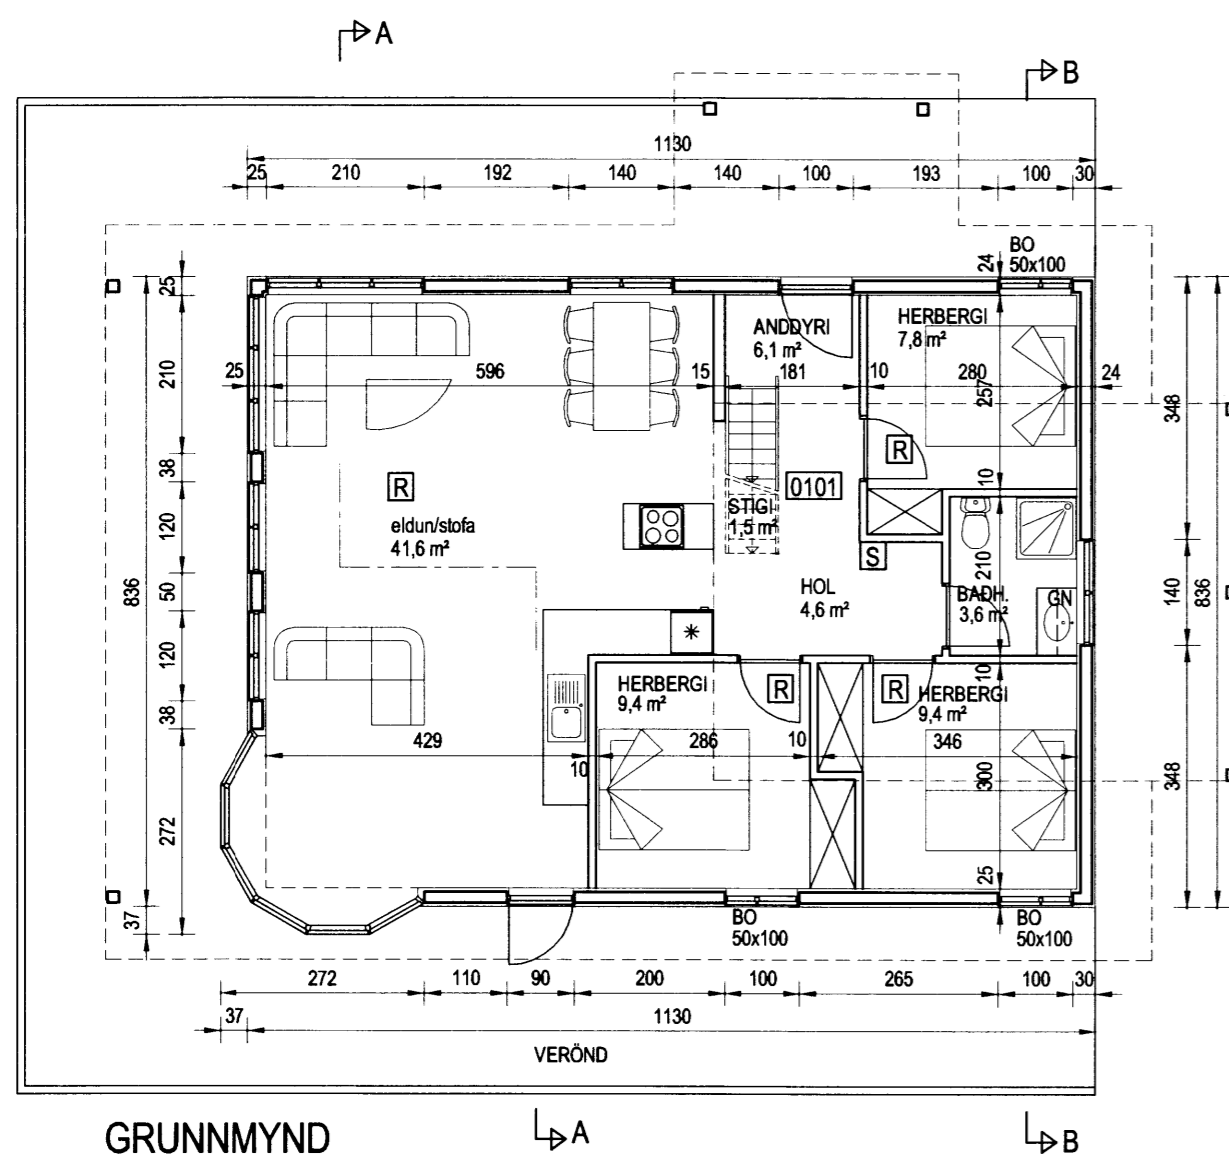 A
B
1130
25 210 192 140 140 100 193 100 30
BO
50x100
24
25
210
38
120
50
120
38
272
836
37
ANDDYRI
6,1 m²
HERBERGI
7,8 m²
25 596 15 181 10 280 24
257
10
348
140
348
836
R
R
0101
eldun/stofa
41,6 m²
STIGI
1,5 m²
S
210
HOL
4,6 m²
BADH.
3,6 m²
GN
10
HERBERGI
9,4 m²
R
R
HERBERGI
9,4 m²
429 10 286 10 346
300
25
BO
50x100
BO
50x100
272 110 90 200 100 265 100 30
37 1130
VERÖND
GRUNNMYND
A
B